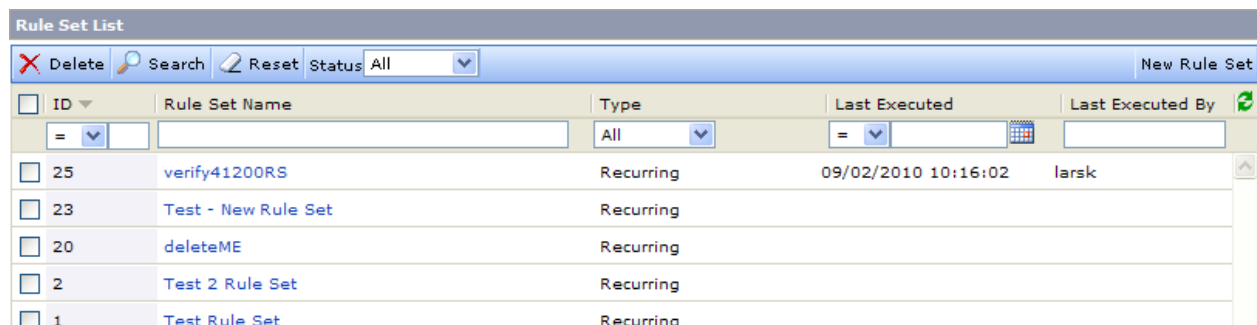 Rule Set List
Delete Search Reset Status All New Rule Set
ID Rule Set Name Type Last Executed Last Executed By
= All =
25 verify41200RS Recurring 09/02/2010 10:16:02 larsk
23 Test - New Rule Set Recurring
20 deleteME Recurring
2 Test 2 Rule Set Recurring
1 Test Rule Set Recurring